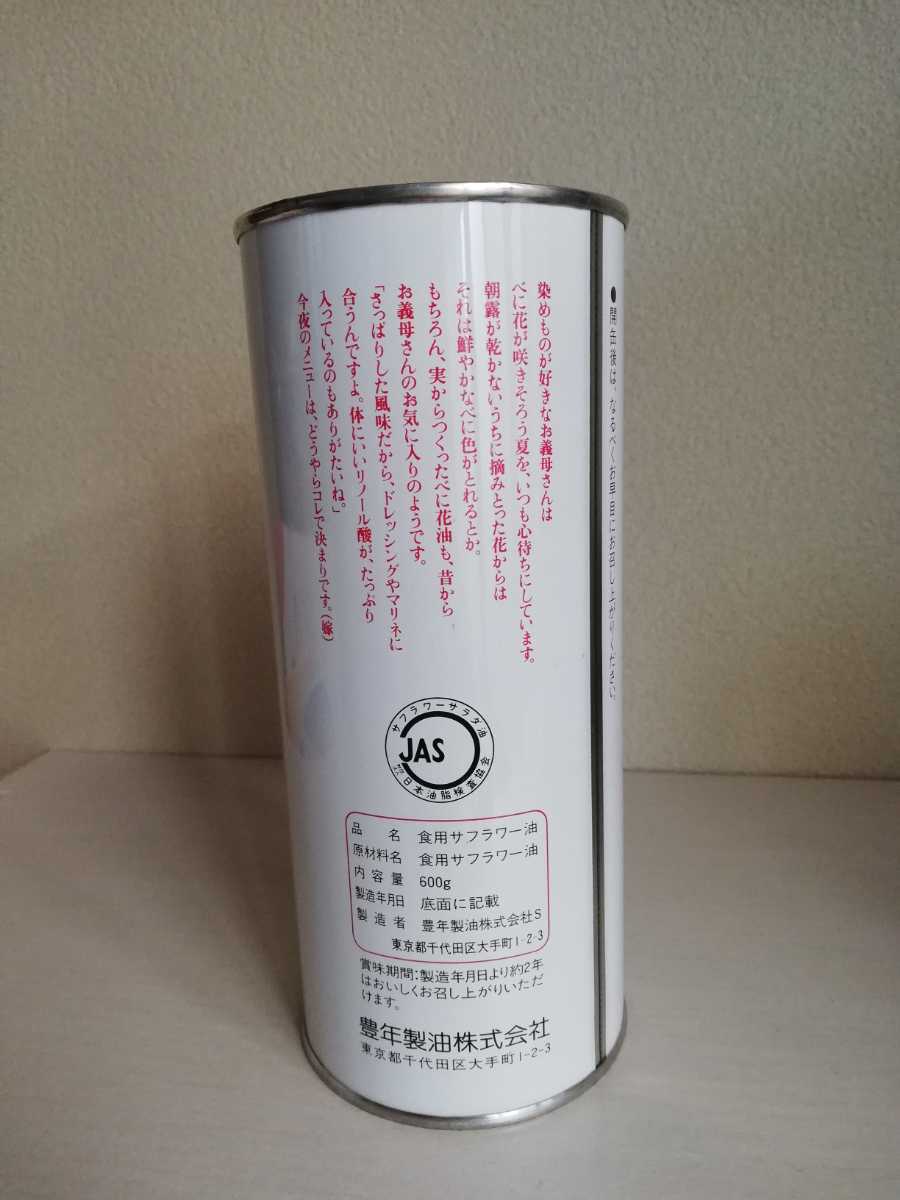 ●開缶後は、なるべくお早目にお召し上がりください。
染めものが好きなお義母さんは
べに花が咲きそろう夏を、いつも心待ちにしています。
朝露が乾かないうちに摘みとった花からは
それは鮮やかなべに色がとれるとか。
もちろん、実からつくったべに花油も、昔から
お義母さんのお気に入りのようです。
「さっぱりした風味だから、ドレッシングやマリネに
合うんですよ。体にいいリノール酸が、たっぷり
入っているのもありがたいね。」
今夜のメニューは、どうやらコレで決まりです。(嫁)
サフラワーサラダ油
JAS
日本油脂検査協会
品名 食用サフラワー油
原材料名 食用サフラワー油
内容量 600g
製造年月日 底面に記載
製造者 豊年製油株式会社S
東京都千代田区大手町1-2-3
賞味期間:製造年月日より約2年
はおいしくお召し上がりいただ
けます。
豊年製油株式会社
東京都千代田区大手町1-2-3